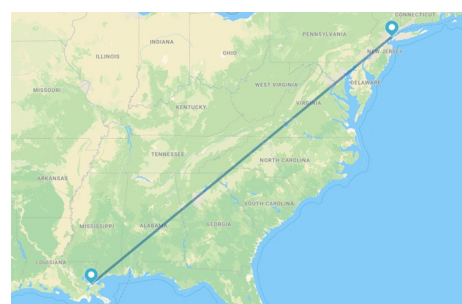 CONNECTICUT
PENNSYLVANIA
INDIANA
OHIO
NEW JERSEY
ILLINOIS
MISSOURI
DELAWARE
WEST VIRGINIA
VIRGINIA
KENTUCKY
TENNESSEE
NORTH CAROLINA
ARKANSAS
SOUTH CAROLINA
MISSISSIPPI
ALABAMA
GEORGIA
LOUISIANA